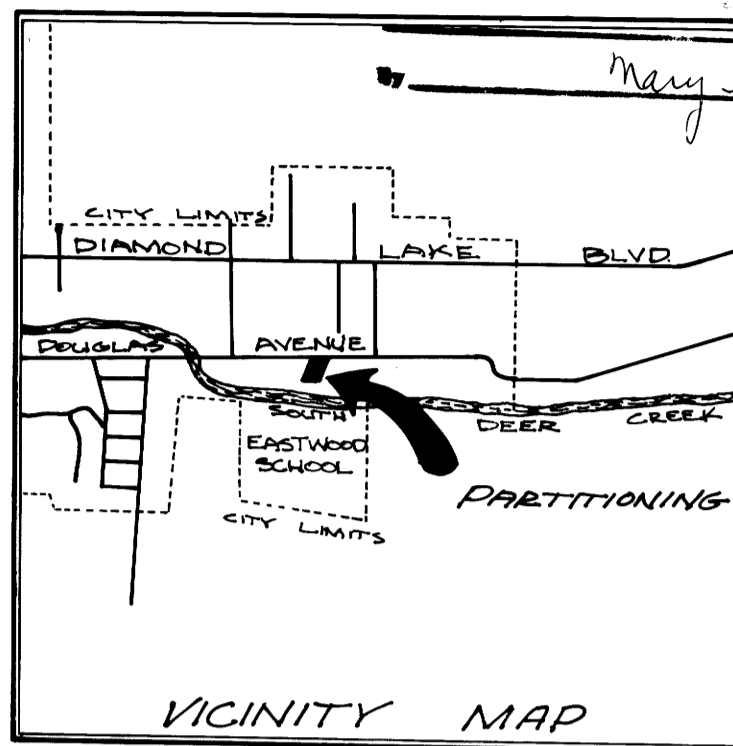 By Mary
CITY LIMITS
DIAMOND LAKE BLVD.
DOUGLAS AVENUE
SOUTH DEER CREEK
EASTWOOD
SCHOOL
PARTITIONING
CITY LIMITS
VICINITY MAP